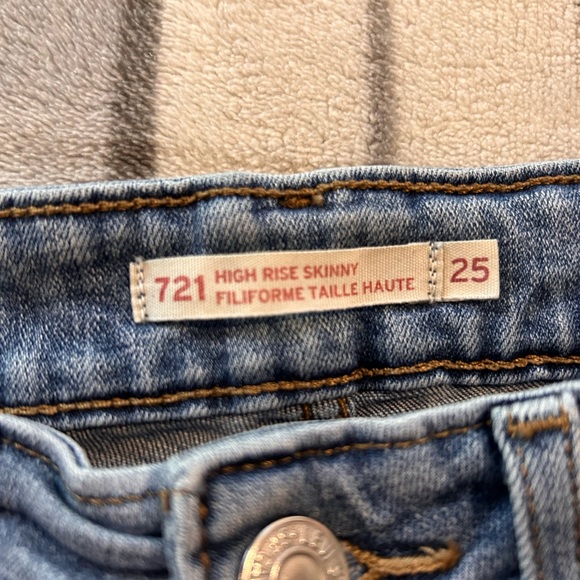 721 HIGH RISE SKINNY
FILIFORME TAILLE HAUTE
25